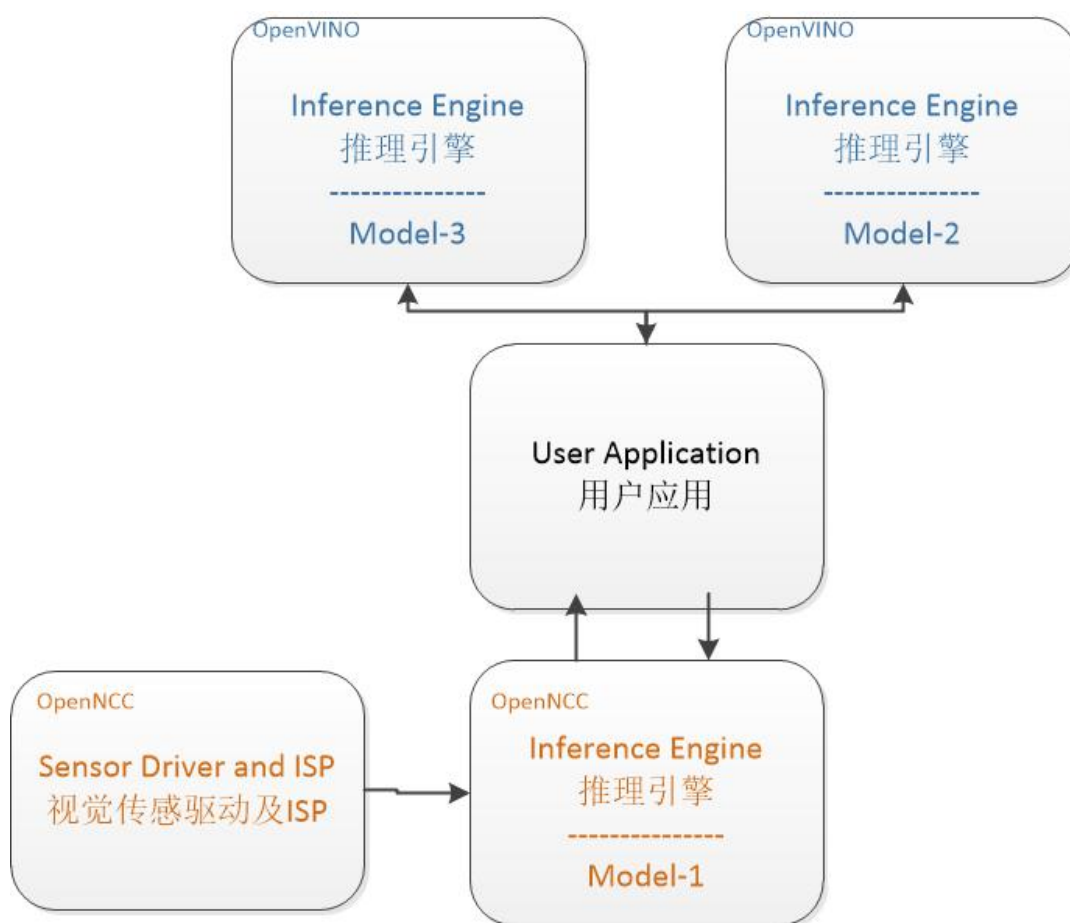 OpenVINO
Inference Engine
推理引擎
---------------
Model-3
OpenVINO
Inference Engine
推理引擎
---------------
Model-2
User Application
用户应用
OpenNCC
Sensor Driver and ISP
视觉传感驱动及ISP
OpenNCC
Inference Engine
推理引擎
---------------
Model-1